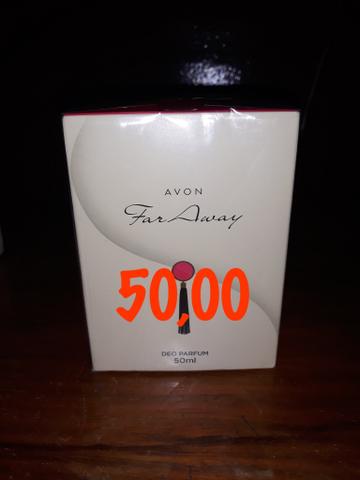 AVON
Far Away
50,00
DEO PARFUM
50ml